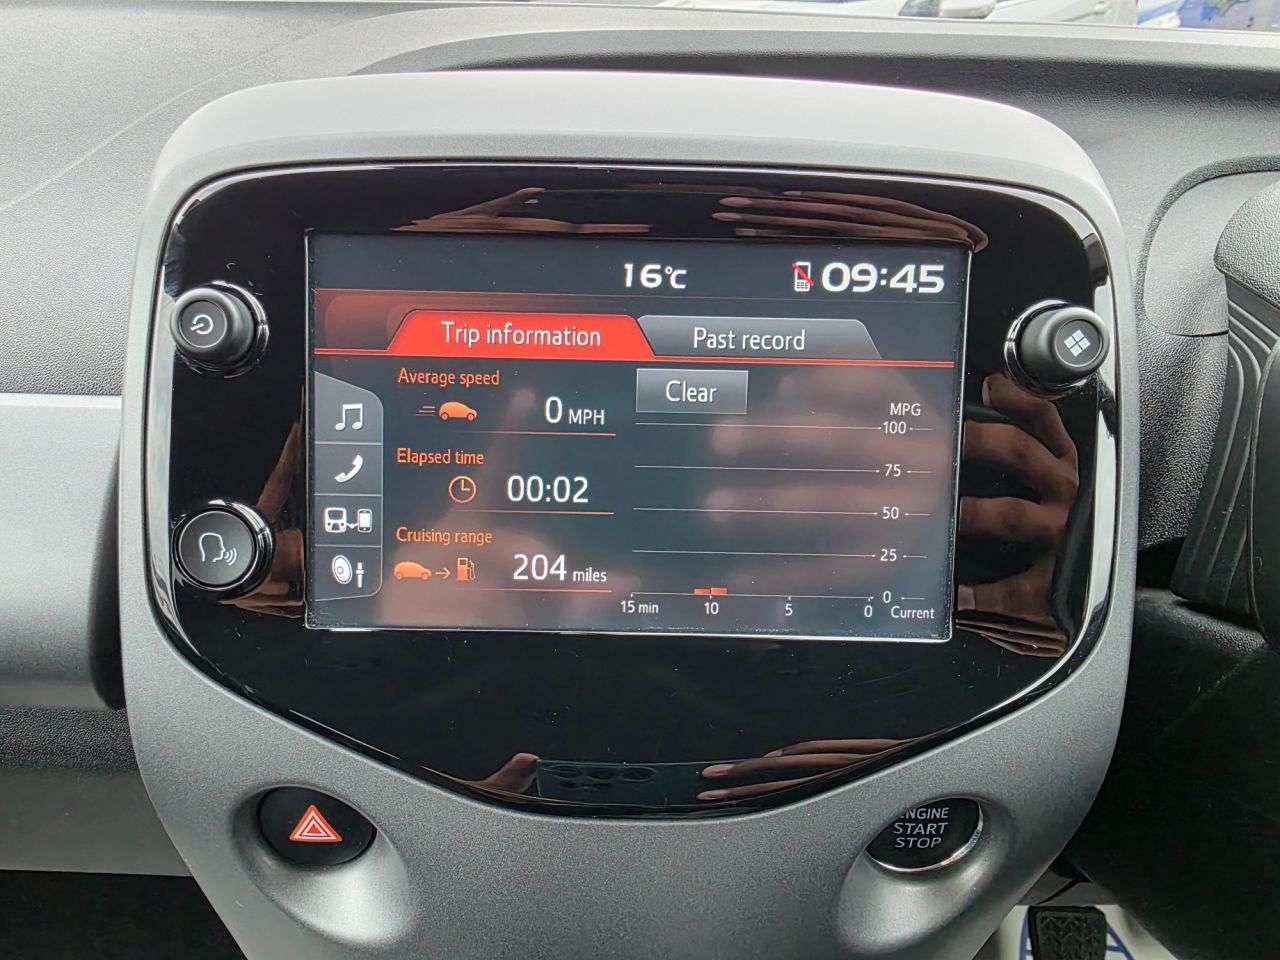 16°C
09:45
Trip information
Past record
Average speed
0 MPH
Elapsed time
00:02
Cruising range
204 miles
Clear
MPG
100
75
50
25
0
15 min 10 5 0 Current
ENGINE
START
STOP